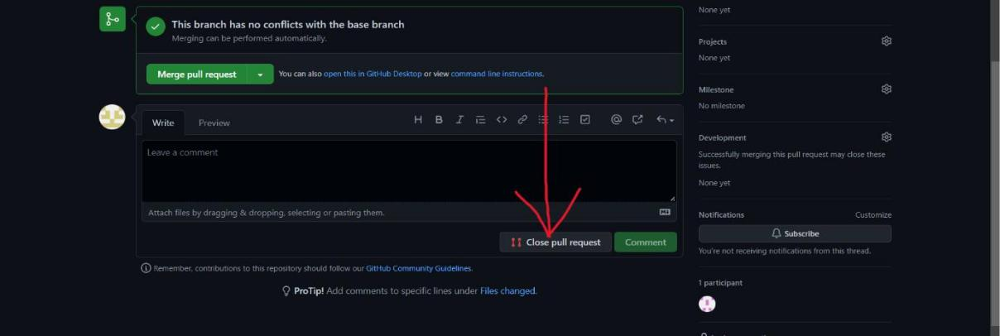 This branch has no conflicts with the base branch
Merging can be performed automatically.
Merge pull request
You can also open this in GitHub Desktop or view command line instructions.
Write Preview
Leave a comment
Attach files by dragging & dropping, selecting or pasting them.
Close pull request Comment
Remember, contributions to this repository should follow our GitHub Community Guidelines.
ProTip! Add comments to specific lines under Files changed.
None yet
Projects
None yet
Milestone
No milestone
Development
Successfully merging this pull request may close these
issues.
None yet
Notifications Customize
Subscribe
You're not receiving notifications from this thread.
1 participant